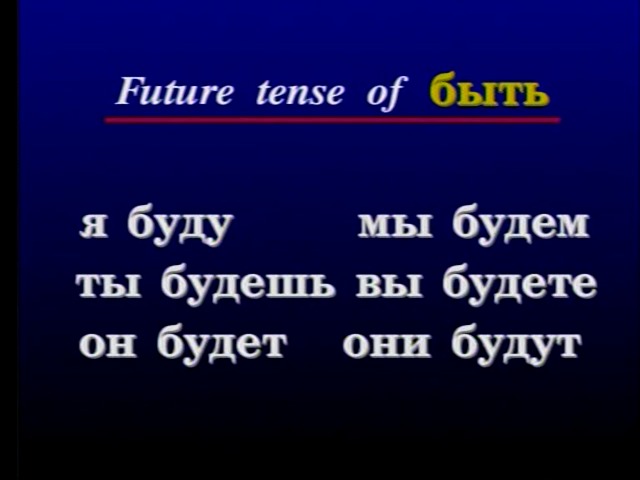 Future tense of быть
я буду мы будем
ты будешь вы будете
он будет они будут